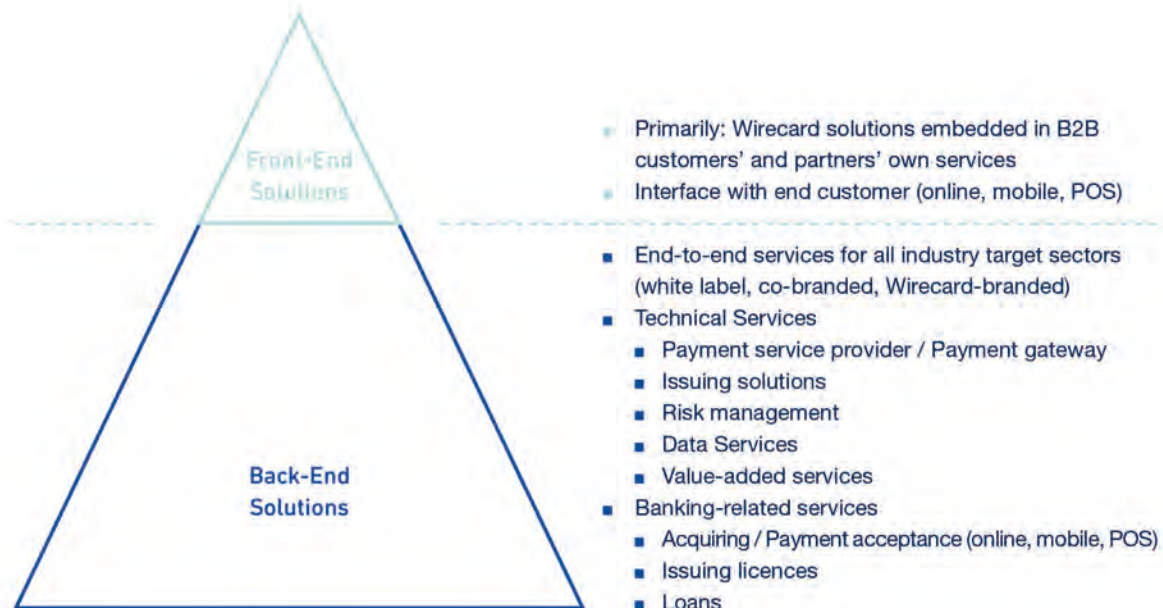 Front-End
Solutions
Primarily: Wirecard solutions embedded in B2B
customers' and partners' own services
Interface with end customer (online, mobile, POS)
Back-End
Solutions
End-to-end services for all industry target sectors
(white label, co-branded, Wirecard-branded)
Technical Services
Payment service provider / Payment gateway
Issuing solutions
Risk management
Data Services
Value-added services
Banking-related services
Acquiring / Payment acceptance (online, mobile, POS)
Issuing licences
Loans